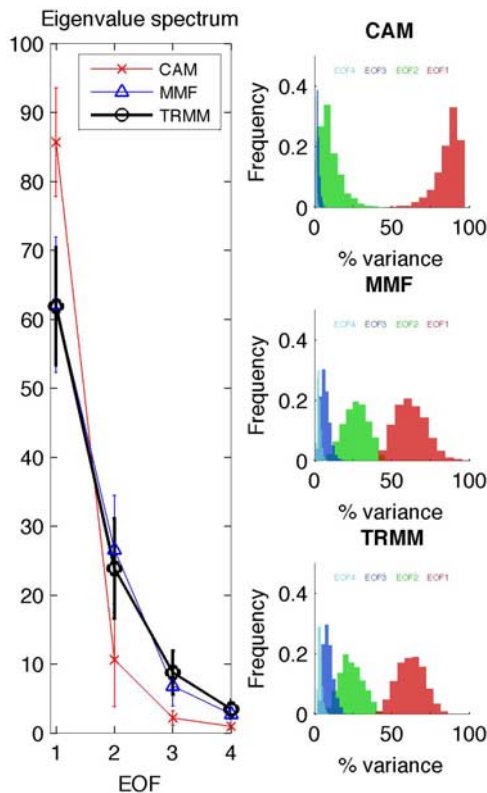 Eigenvalue spectrum
CAM
MMF
TRMM
100
90
80
70
60
50
40
30
20
10
0
1 2 3 4
EOF
CAM
EOF4 EOF3 EOF2 EOF1
Frequency
0.4
0.2
0
0 50 100
% variance
MMF
EOF4 EOF3 EOF2 EOF1
Frequency
0.4
0.2
0
0 50 100
% variance
TRMM
EOF4 EOF3 EOF2 EOF1
Frequency
0.4
0.2
0
0 50 100
% variance